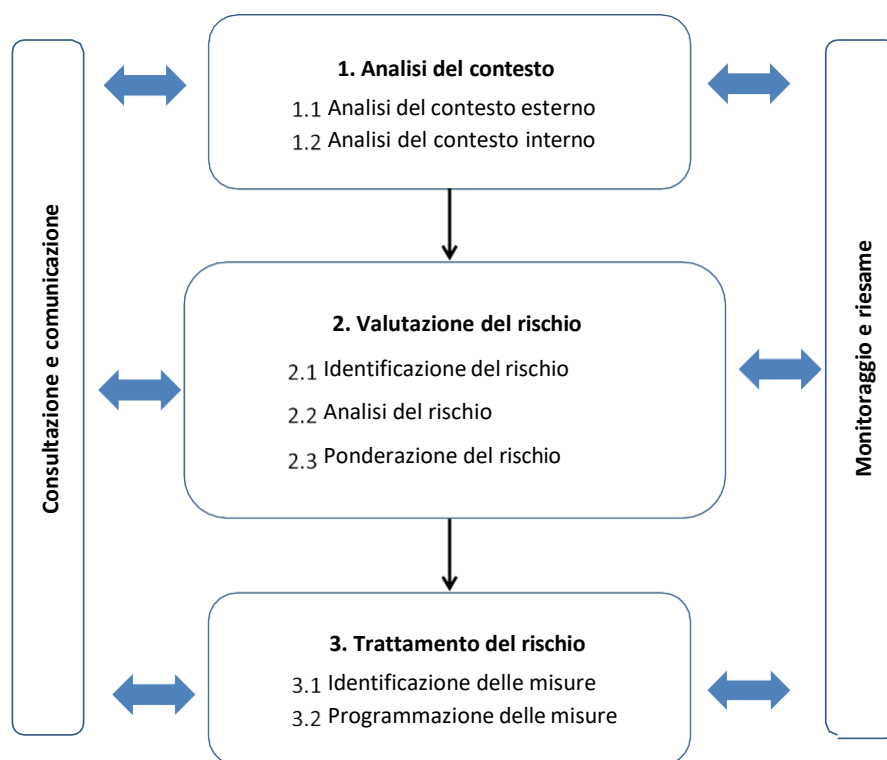 Consultazione e comunicazione
1. Analisi del contesto
1.1 Analisi del contesto esterno
1.2 Analisi del contesto interno
2. Valutazione del rischio
2.1 Identificazione del rischio
2.2 Analisi del rischio
2.3 Ponderazione del rischio
3. Trattamento del rischio
3.1 Identificazione delle misure
3.2 Programmazione delle misure
Monitoraggio e riesame